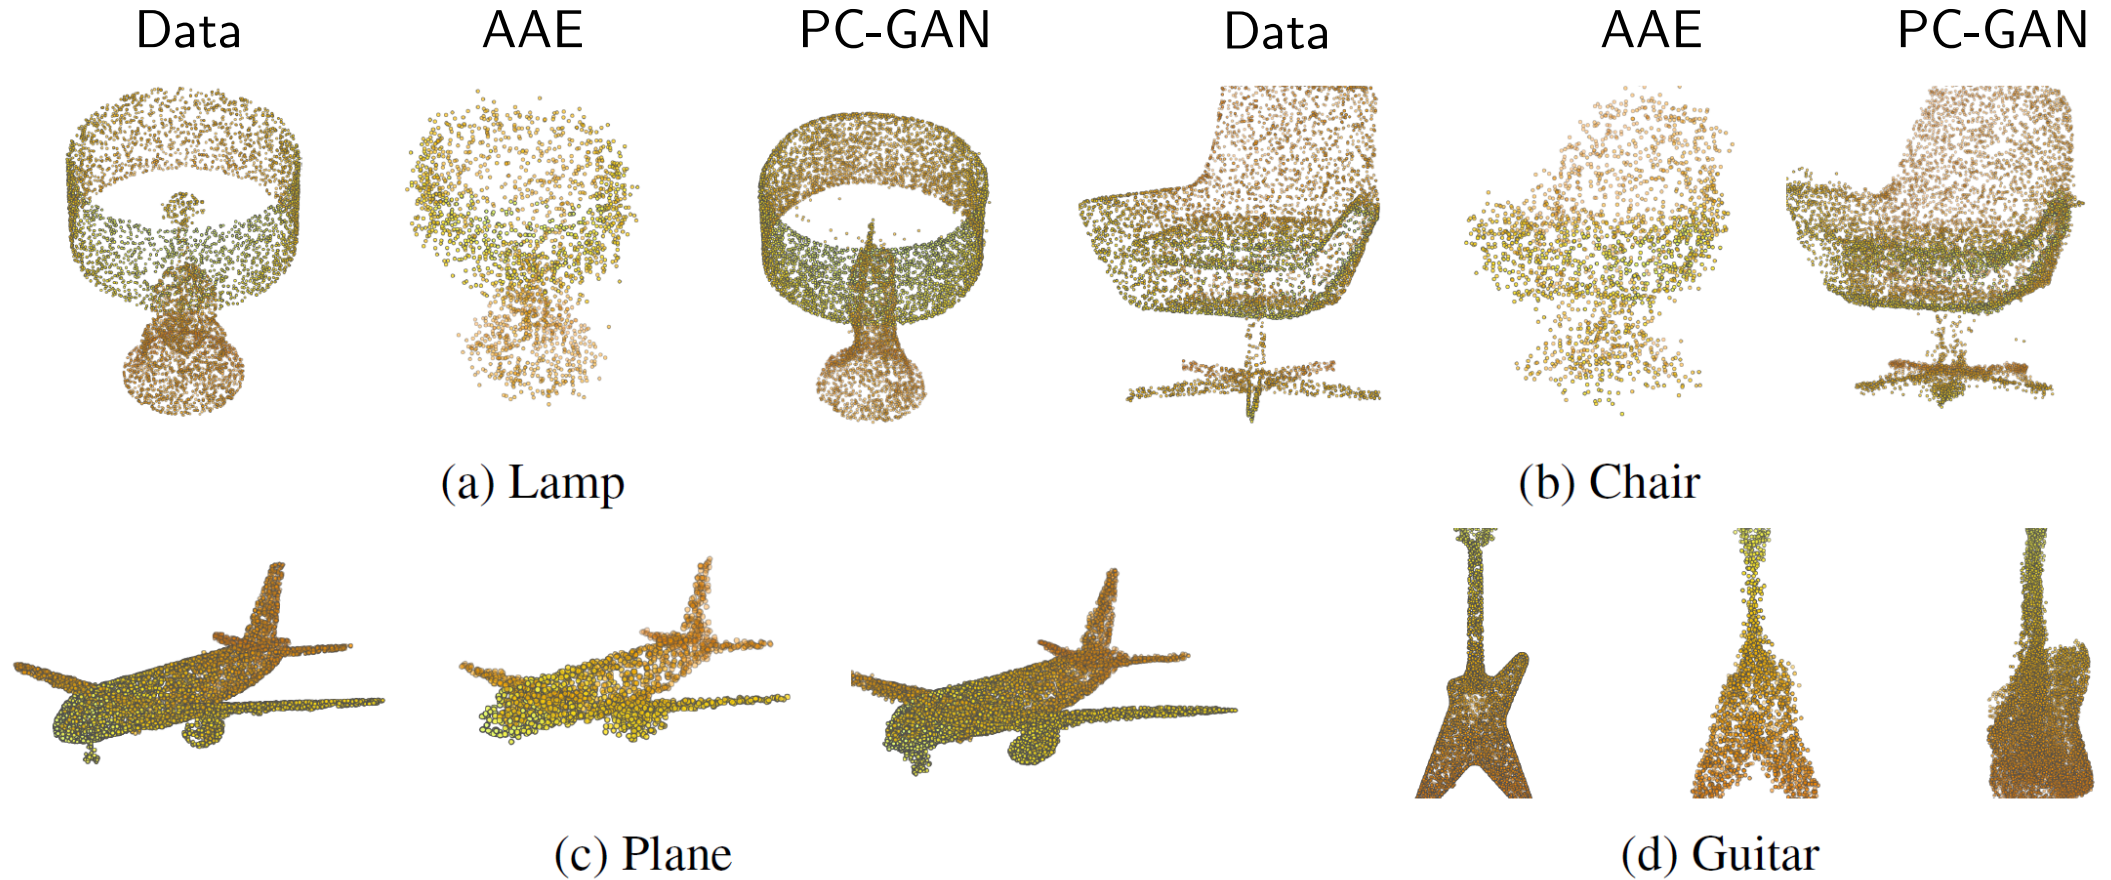 Data AAE PC-GAN Data AAE PC-GAN
(a) Lamp (b) Chair
(c) Plane (d) Guitar